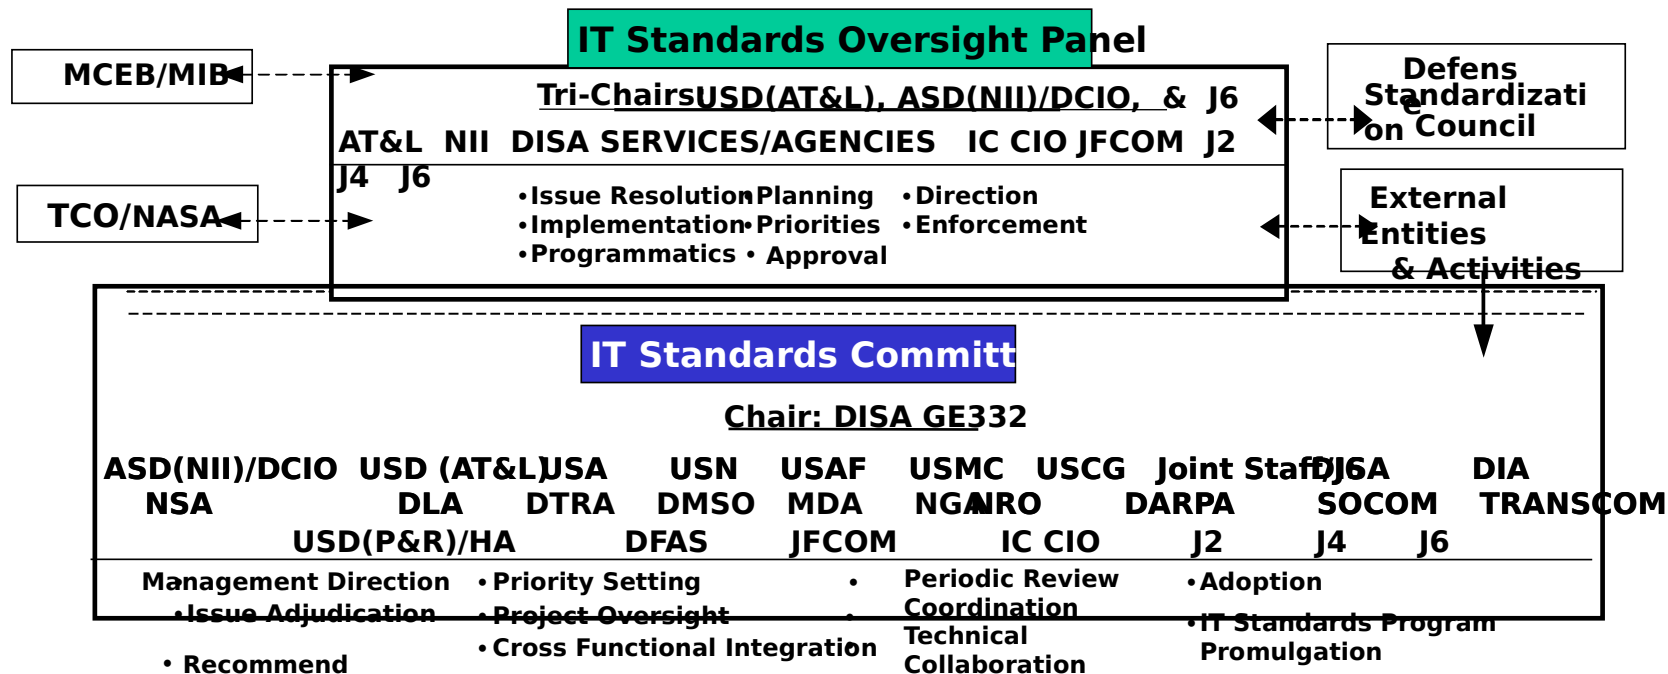 IT Standards Oversight Panel
MCEB/MIB
Tri-Chairs: USD(AT&L), ASD(NII)/DCIO, & J6
AT&L NII DISA SERVICES/AGENCIES IC CIO JFCOM J2
J4 J6
Defense
Standardization
Council
TCO/NASA
•Issue Resolution •Planning •Direction
•Implementation •Priorities •Enforcement
•Programmatics • Approval
External
Entities
& Activities
IT Standards Committ
Chair: DISA GE332
ASD(NII)/DCIO USD (AT&L) USA USN USAF USMC USCG Joint Staff/J6 DISA DIA
NSA DLA DTRA DMSO MDA NGA NRO DARPA SOCOM TRANSCOM
USD(P&R)/HA DFAS JFCOM IC CIO J2 J4 J6
•Management Direction
•Issue Adjudication
• Recommend
•Priority Setting
•Project Oversight
•Cross Functional Integration
• Periodic Review
• Coordination
• Technical
Collaboration
•Adoption
•IT Standards Program
Promulgation